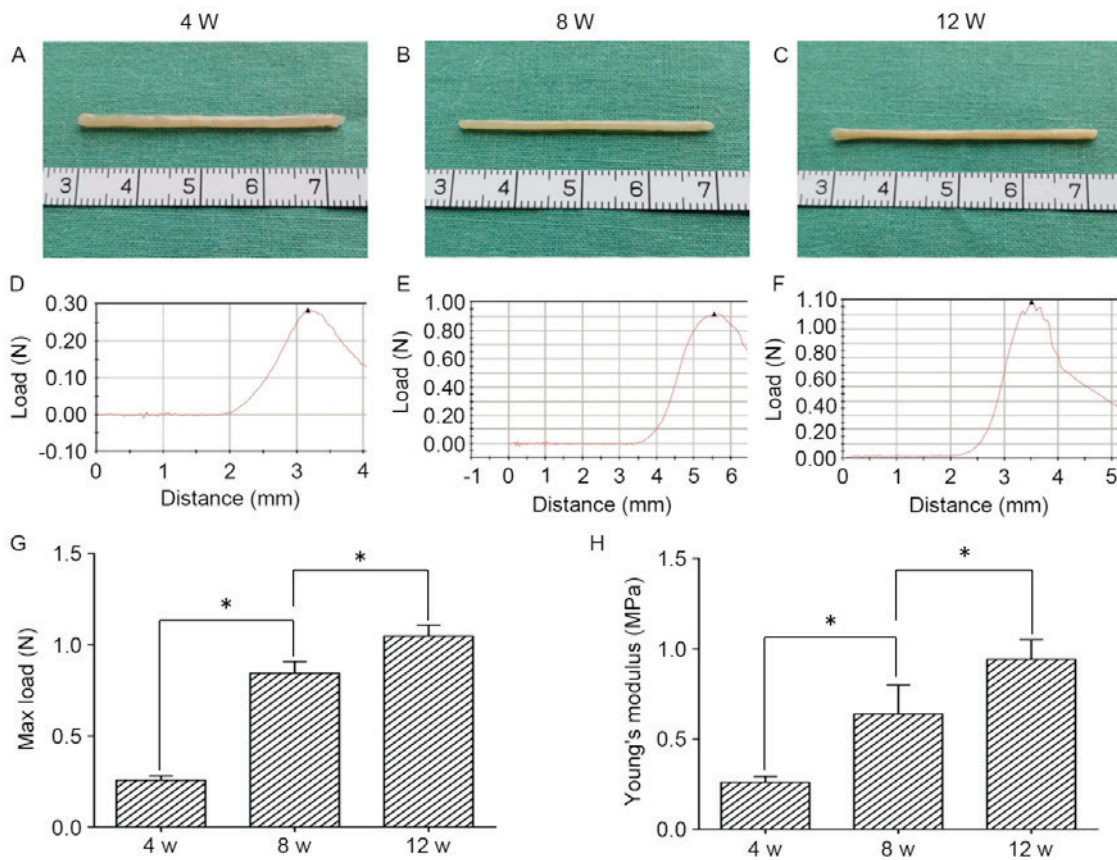 4 W 8 W 12 W
A B C
3 4 5 6 7
3 4 5 6 7
3 4 5 6 7
D E F
0.30
0.20
0.10
0.00
-0.10
Load (N)
0 1 2 3 4
Distance (mm)
1.00
0.80
0.60
0.40
0.20
0.00
Load (N)
-1 0 1 2 3 4 5 6
Distance (mm)
1.10
1.00
0.80
0.60
0.40
0.20
0.00
Load (N)
0 1 2 3 4 5
Distance (mm)
G
1.5
1.0
0.5
0.0
Max load (N)
*
*
4 w 8 w 12 w
H
1.5
1.0
0.5
0.0
Young's modulus (MPa)
*
*
4 w 8 w 12 w